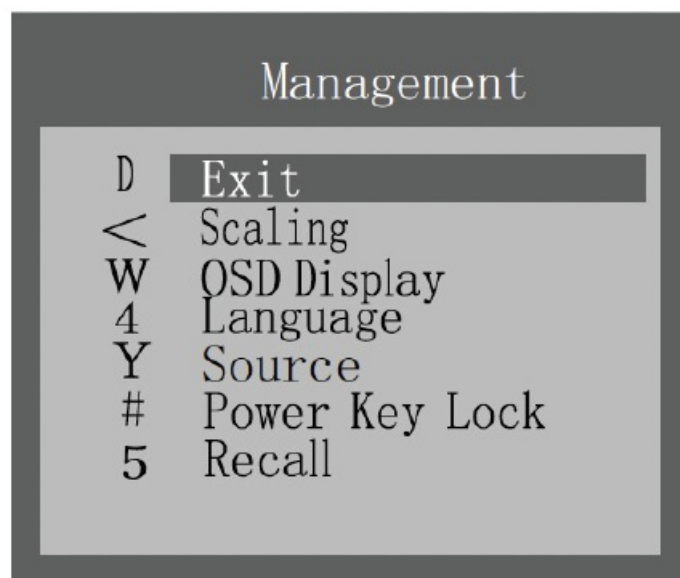 Management
D Exit
< Scaling
W OSD Display
4 Language
Y Source
# Power Key Lock
5 Recall